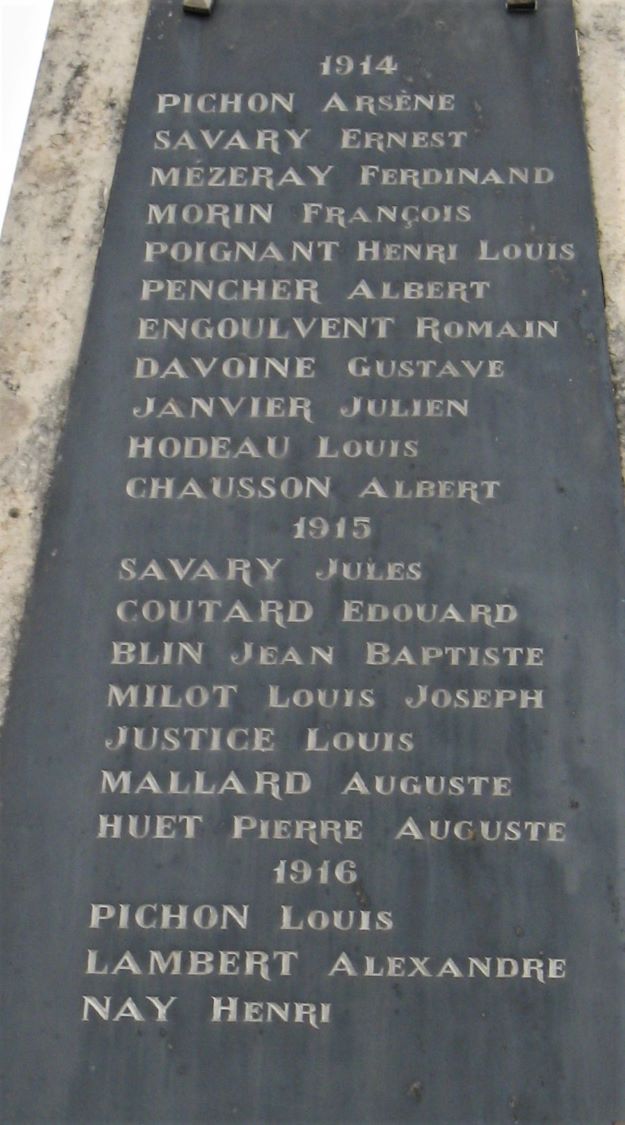 1914
PICHON ARSÈNE
SAVARY ERNEST
MÉZERAY FERDINAND
MORIN FRANÇOIS
POIGNANT HENRI LOUIS
PENCHER ALBERT
ENGOULVENT ROMAIN
DAVOINE GUSTAVE
JANVIER JULIEN
HODEAU LOUIS
CHAUSSON ALBERT
1915
SAVARY JULES
COUTARD EDOUARD
BLIN JEAN BAPTISTE
MILOT LOUIS JOSEPH
JUSTICE LOUIS
MALLARD AUGUSTE
HUET PIERRE AUGUSTE
1916
PICHON LOUIS
LAMBERT ALEXANDRE
NAY HENRI